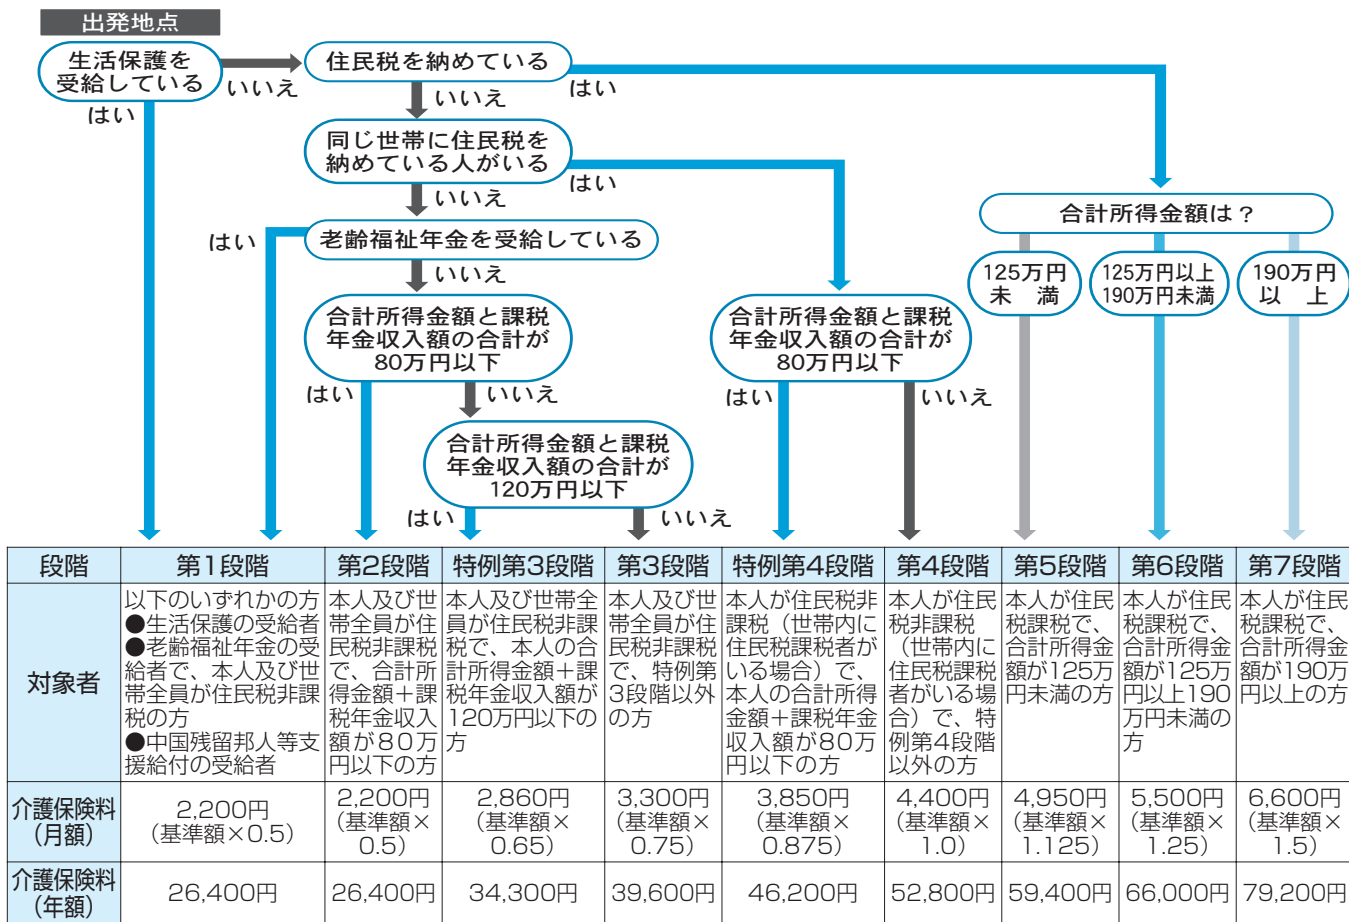 出発地点
生活保護を
受給している
いいえ
はい
住民税を納めている
いいえ
はい
同じ世帯に住民税を
納めている人がいる
いいえ
はい
老齢福祉年金を受給している
はい
いいえ
合計所得金額は？
125万円
未　満
125万円以上
190万円未満
190万円
以　上
合計所得金額と課税
年金収入額の合計が
80万円以下
はい
いいえ
合計所得金額と課税
年金収入額の合計が
80万円以下
はい
いいえ
合計所得金額と課税
年金収入額の合計が
120万円以下
はい
いいえ
段階
第1段階
第2段階
特例第3段階
第3段階
特例第4段階
第4段階
第5段階
第6段階
第7段階
対象者
以下のいずれかの方
●生活保護の受給者
●老齢福祉年金の受
給者で、本人及び世
帯全員が住民税非課
税の方
●中国残留邦人等支
援給付の受給者
本人及び世
帯全員が住
民税非課税
で、合計所
得金額＋課
税年金収入
額が80万
円以下の方
本人及び世帯全
員が住民税非課
税で、本人の合
計所得金額＋課
税年金収入額が
120万円以下の
方
本人及び世
帯全員が住
民税非課税
で、特例第
3段階以外
の方
本人が住民税非
課税（世帯内に
住民税課税者が
いる場合）で、
本人の合計所得
金額＋課税年金
収入額が80万
円以下の方
本人が住民
税非課税
（世帯内に
住民税課税
者がいる場
合）で、特
例第4段階
以外の方
本人が住民
税課税で、
合計所得金
額が125万
円未満の方
本人が住民
税課税で、
合計所得金
額が125万
円以上190
万円未満の
方
本人が住民
税課税で、
合計所得金
額が190万
円以上の方
介護保険料
（月額）
2,200円
（基準額×0.5）
2,200円
（基準額×
0.5）
2,860円
（基準額×
0.65）
3,300円
（基準額×
0.75）
3,850円
（基準額×
0.875）
4,400円
（基準額×
1.0）
4,950円
（基準額×
1.125）
5,500円
（基準額×
1.25）
6,600円
（基準額×
1.5）
介護保険料
（年額）
26,400円
26,400円
34,300円
39,600円
46,200円
52,800円
59,400円
66,000円
79,200円